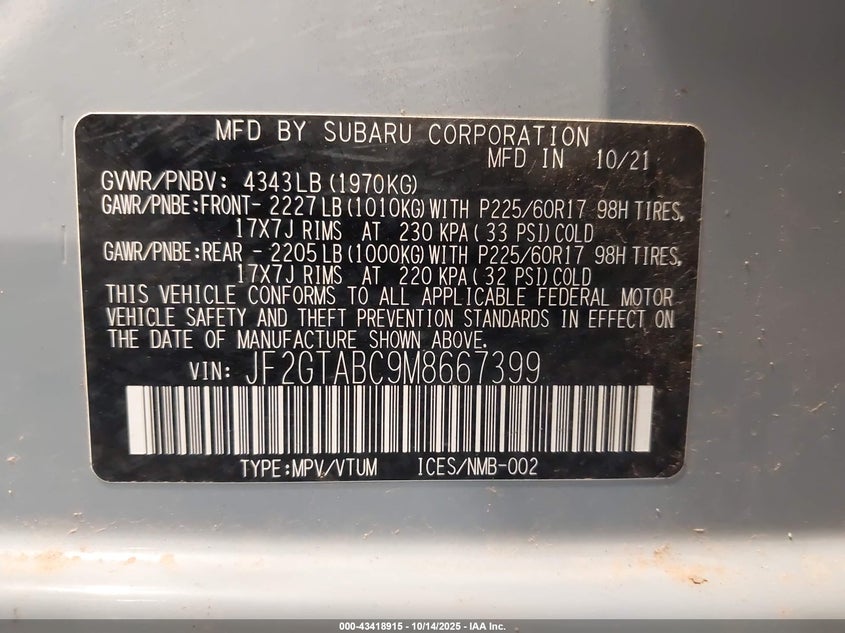 MFD BY SUBARU CORPORATION
MFD IN 10/21
GVWR/PNBV: 4343LB (1970KG)
GAWR/PNBE:FRONT- 2227LB (1010KG) WITH P225/60R17 98H TIRES,
17X7J RIMS AT 230 KPA ( 33 PSI) COLD
GAWR/PNBE:REAR - 2205LB (1000KG) WITH P225/60R17 98H TIRES,
17X7J RIMS AT 220 KPA ( 32 PSI) COLD
THIS VEHICLE CONFORMS TO ALL APPLICABLE FEDERAL MOTOR
VEHICLE SAFETY AND THEFT PREVENTION STANDARDS IN EFFECT ON
THE DATE OF MANUFACTURE SHOWN ABOVE.
VIN: JF2GTABC9M8667399
TYPE:MPV/VTUM ICES/NMB-002
000-43418915 - 10/14/2025 - IAA Inc.